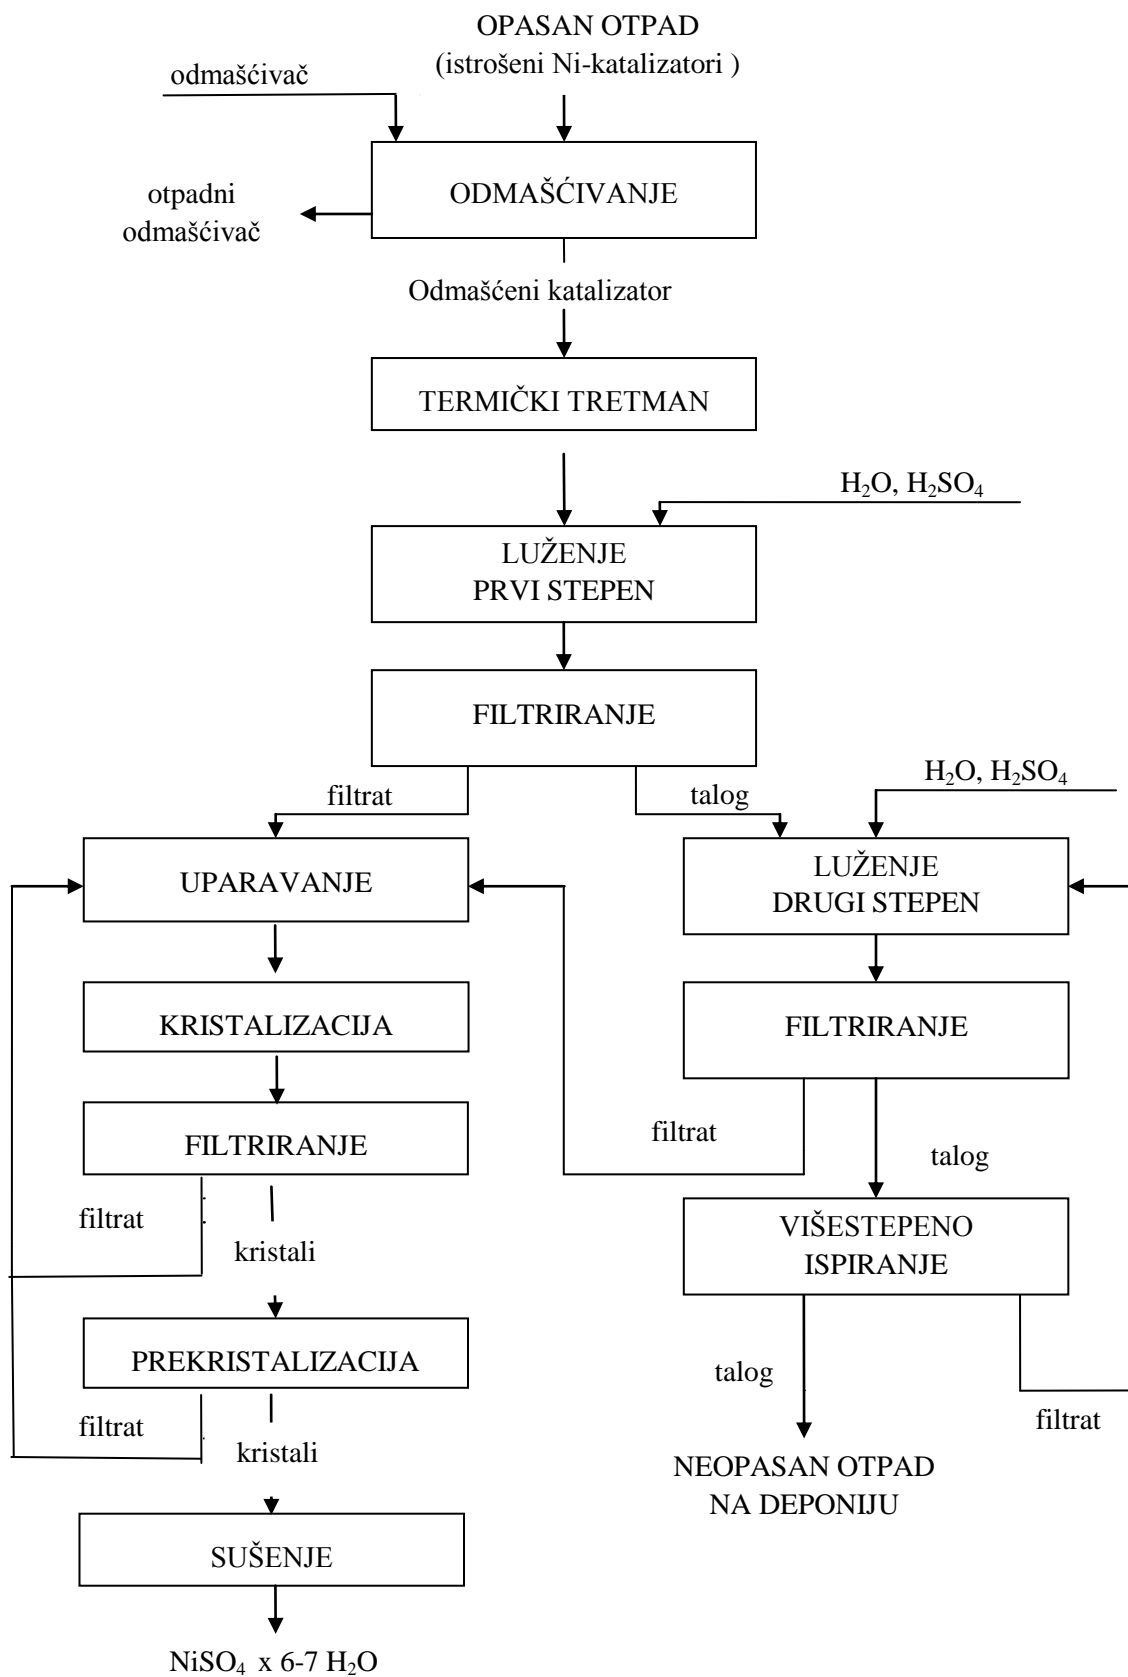 OPASAN OTPAD
(istrošeni Ni-katalizatori )
odmašćivač
ODMAŠĆIVANJE
otpadni
odmašćivač
Odmašćeni katalizator
TERMIČKI TRETMAN
H₂O, H₂SO₄
LUŽENJE
PRVI STEPEN
FILTRIRANJE
filtrat
talog
H₂O, H₂SO₄
UPARAVANJE
LUŽENJE
DRUGI STEPEN
KRISTALIZACIJA
FILTRIRANJE
FILTRIRANJE
filtrat
talog
filtrat
kristali
VIŠESTEPENO
ISPIRANJE
PREKRISTALIZACIJA
talog
filtrat
filtrat
kristali
NEOPASAN OTPAD
NA DEPONIJU
SUŠENJE
NiSO₄ x 6-7 H₂O